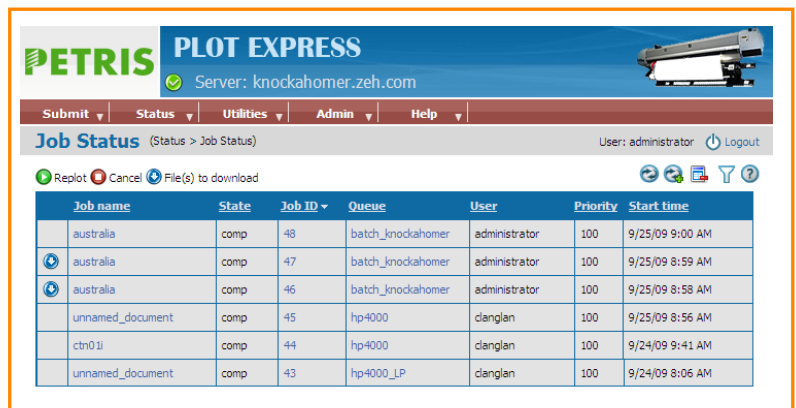 PETRIS
PLOT EXPRESS
Server: knockahomer.zeh.com
Submit Status Utilities Admin Help
Job Status (Status > Job Status) User: administrator Logout
Replot Cancel File(s) to download
Job name State Job ID Queue User Priority Start time
australia comp 48 batch_knockahomer administrator 100 9/25/09 9:00 AM
australia comp 47 batch_knockahomer administrator 100 9/25/09 8:59 AM
australia comp 46 batch_knockahomer administrator 100 9/25/09 8:58 AM
unnamed_document comp 45 hp4000 clanglan 100 9/25/09 8:56 AM
ctn01i comp 44 hp4000 clanglan 100 9/24/09 9:41 AM
unnamed_document comp 43 hp4000_LP clanglan 100 9/24/09 8:06 AM